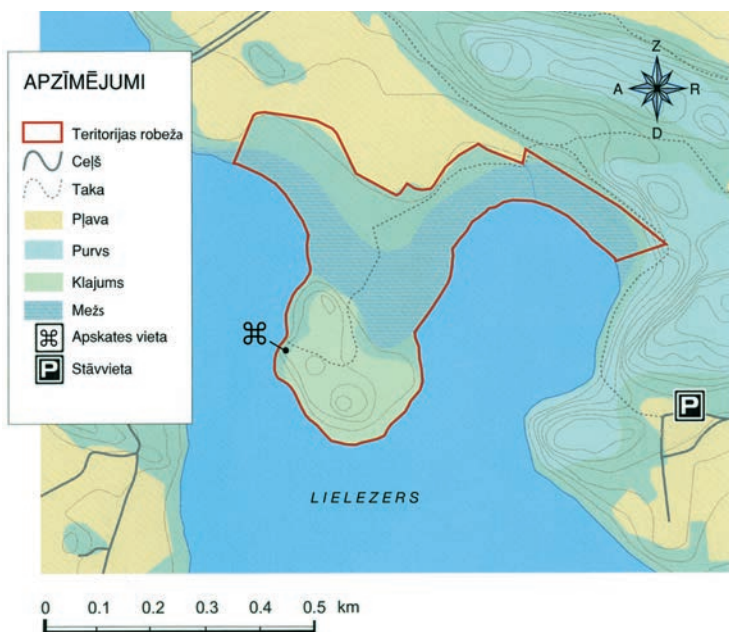 APZĪMĒJUMI
Teritorijas robeža
Ceļš
Taka
Pļava
Purvs
Klajums
Mežs
Apskates vieta
P Stāvvieta
Z
A R
D
P
LIELEZERS
0 0.1 0.2 0.3 0.4 0.5 km